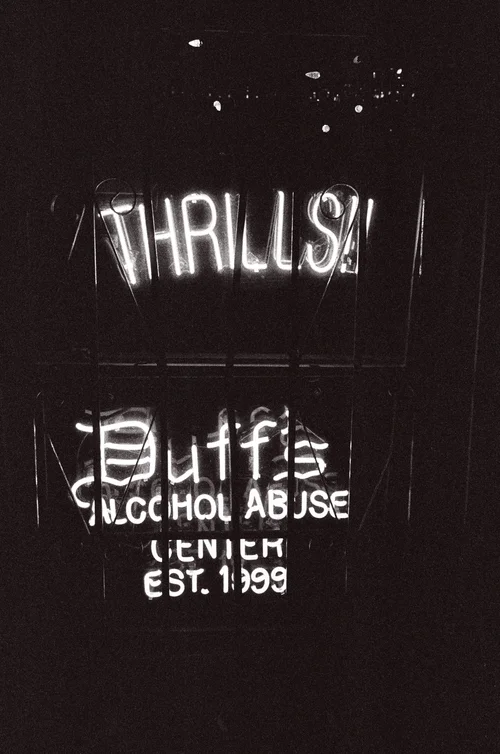 THRILLS!!
Duff's
ALCOHOL ABUSE
CENTER
EST. 1999